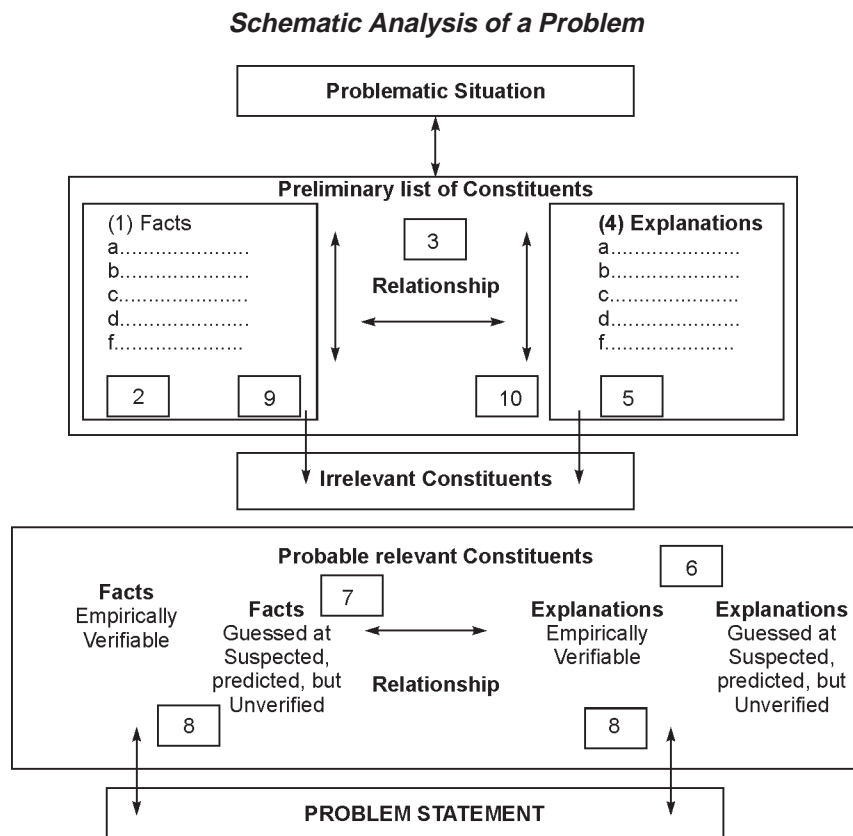 Schematic Analysis of a Problem
Problematic Situation
Preliminary list of Constituents
(1) Facts
a......................
b......................
c......................
d......................
f......................
2
9
3
Relationship
10
(4) Explanations
a......................
b......................
c......................
d......................
f......................
5
Irrelevant Constituents
Probable relevant Constituents
Facts
Empirically
Verifiable
7
Facts
Guessed at
Suspected,
predicted, but
Unverified
8
Relationship
6
Explanations
Empirically
Verifiable
8
Explanations
Guessed at
Suspected,
predicted, but
Unverified
PROBLEM STATEMENT